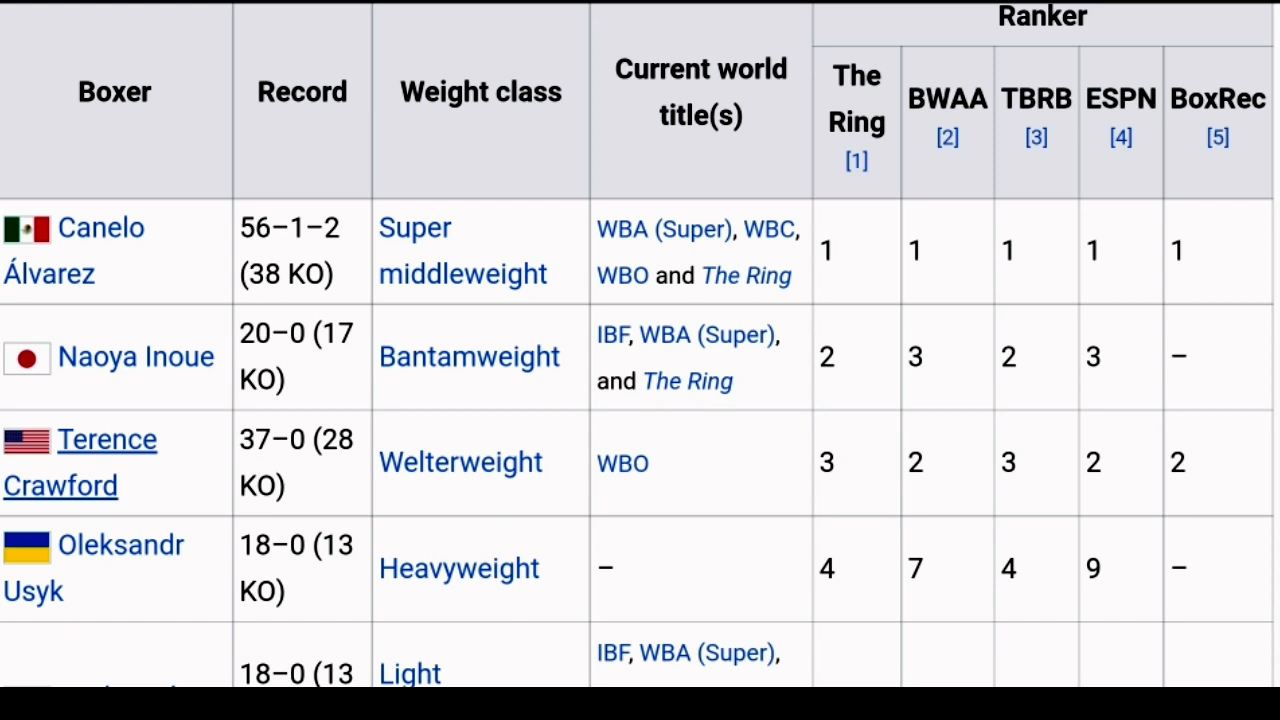 Ranker
Boxer Record Weight class Current world title(s) The Ring [1] BWAA [2] TBRB [3] ESPN [4] BoxRec [5]
Canelo Álvarez 56–1–2 (38 KO) Super middleweight WBA (Super), WBC, WBO and The Ring 1 1 1 1 1
Naoya Inoue 20–0 (17 KO) Bantamweight IBF, WBA (Super), and The Ring 2 3 2 3 –
Terence Crawford 37–0 (28 KO) Welterweight WBO 3 2 3 2 2
Oleksandr Usyk 18–0 (13 KO) Heavyweight – 4 7 4 9 –
18–0 (13 Light IBF, WBA (Super),